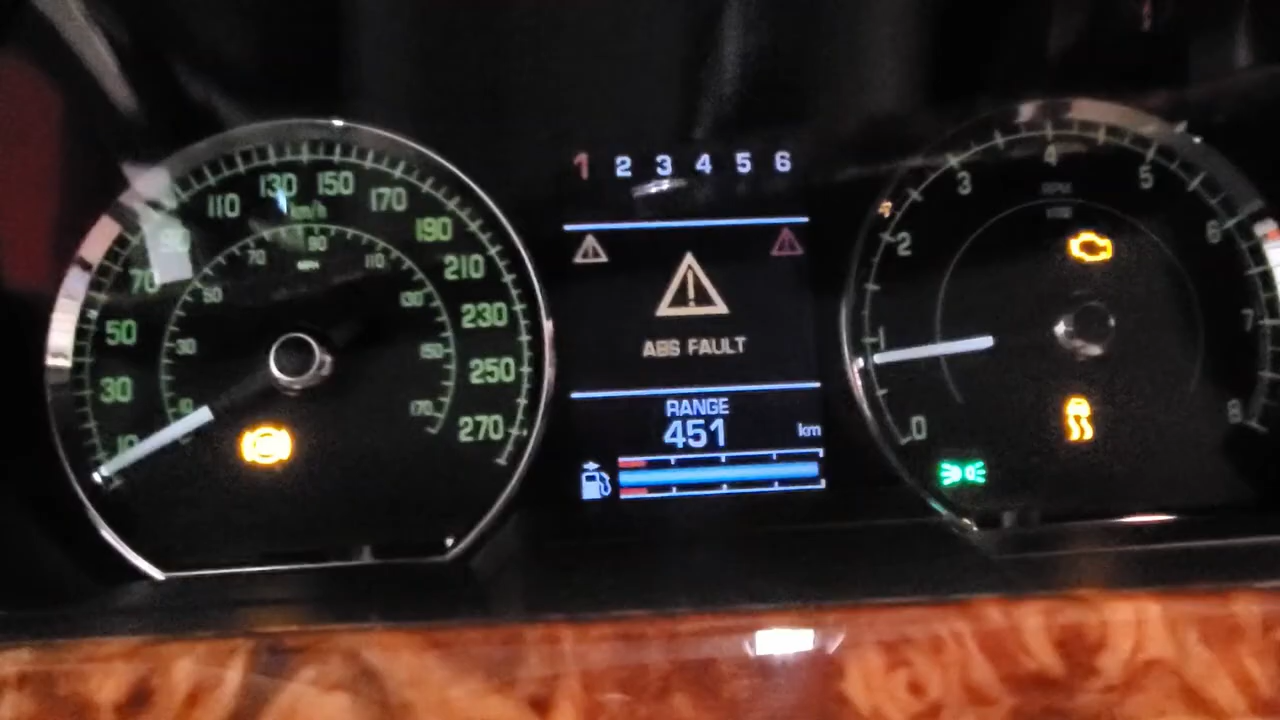 1 2 3 4 5 6
ABS FAULT
RANGE
451 km
10 30 50 70 90 110 130 150 170 190 210 230 250 270
km/h
30 50 70 90 110 130 150 170
MPH
0 1 2 3 4 5 6 7 8